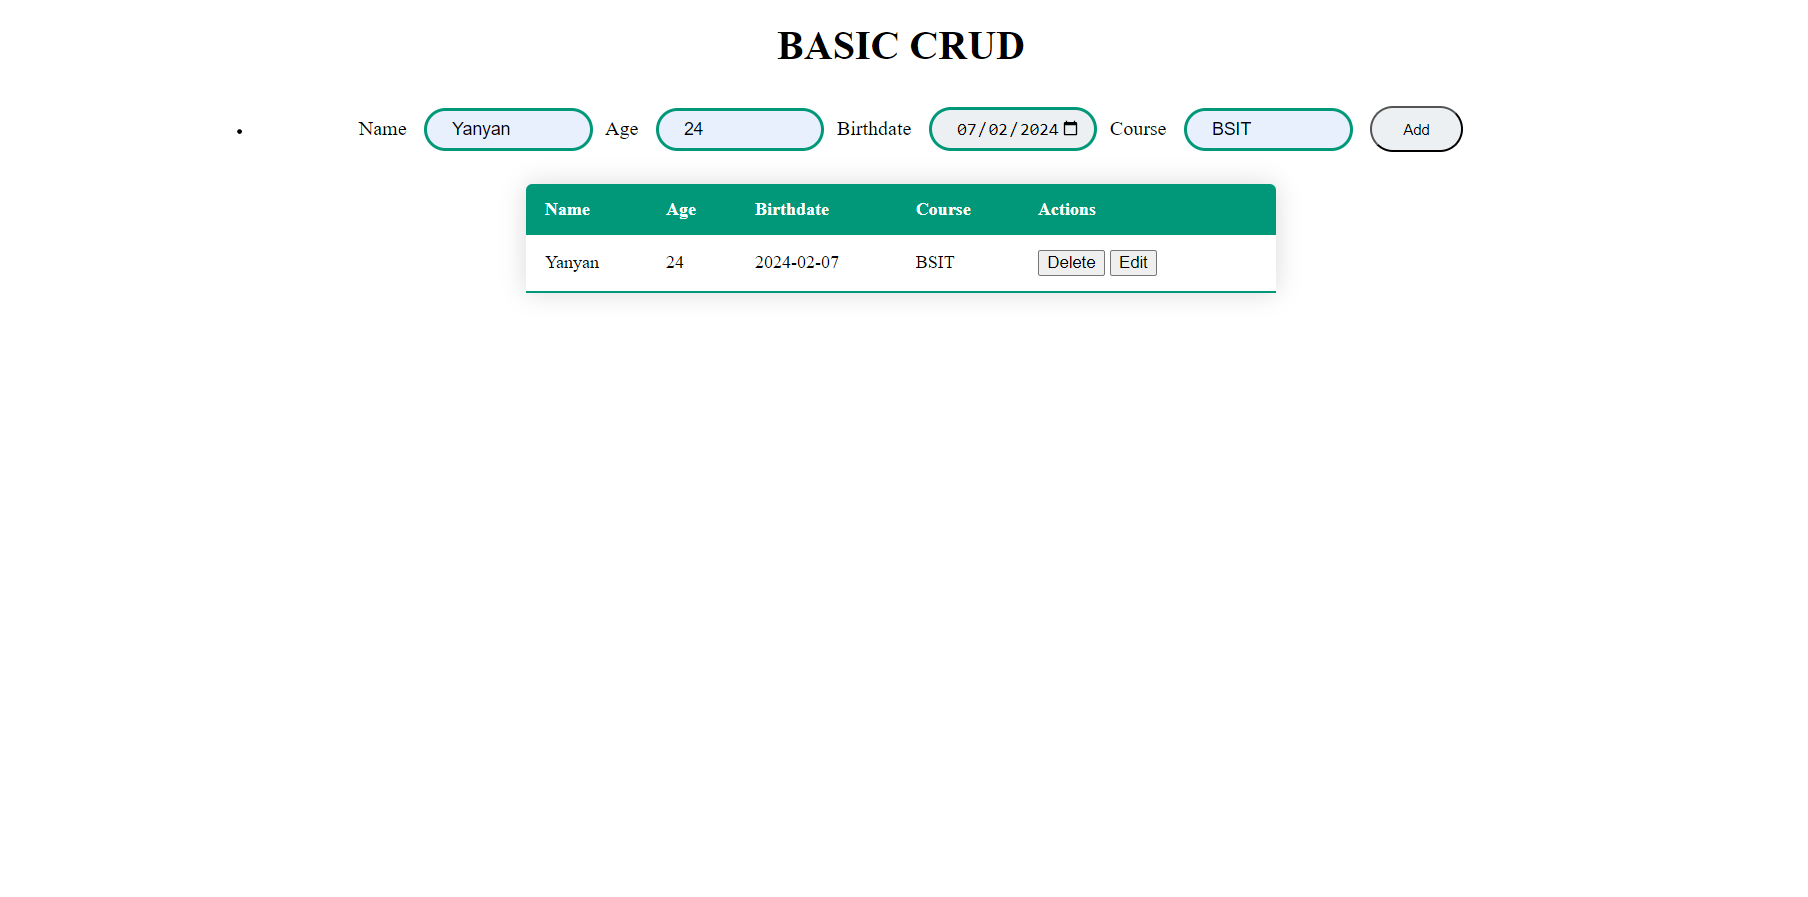 BASIC CRUD
• Name Yanyan Age 24 Birthdate 07/02/2024 Course BSIT Add
Name Age Birthdate Course Actions
Yanyan 24 2024-02-07 BSIT Delete Edit